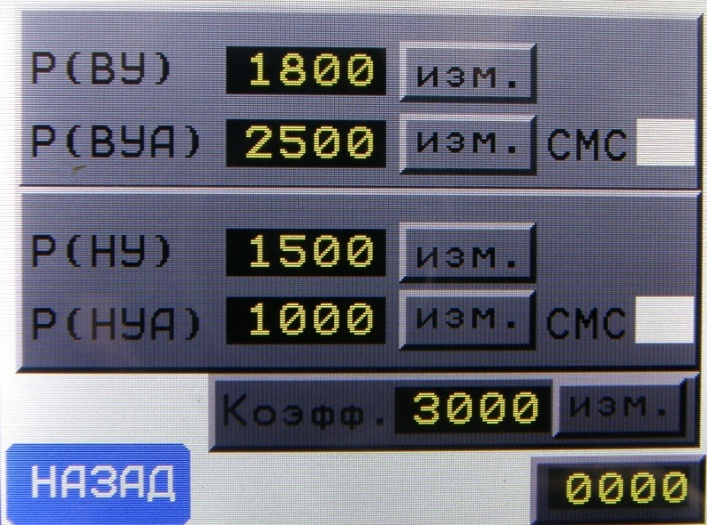 Р(ВУ) 1800 изм.
Р(ВУА) 2500 изм. СМС
Р(НУ) 1500 изм.
Р(НУА) 1000 изм. СМС
Коэфф. 3000 изм.
НАЗАД 0000